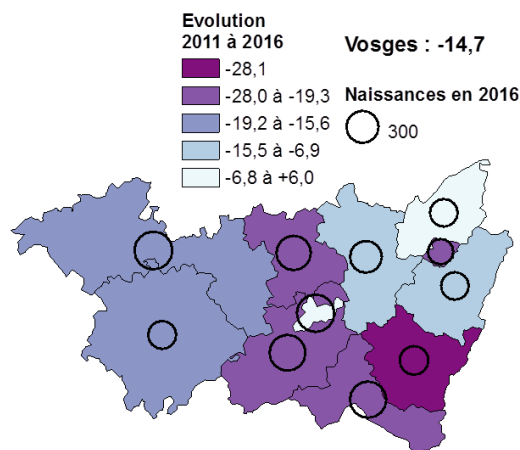 Evolution
2011 à 2016
-28,1
-28,0 à -19,3
-19,2 à -15,6
-15,5 à -6,9
-6,8 à +6,0
Vosges : -14,7
Naissances en 2016
300